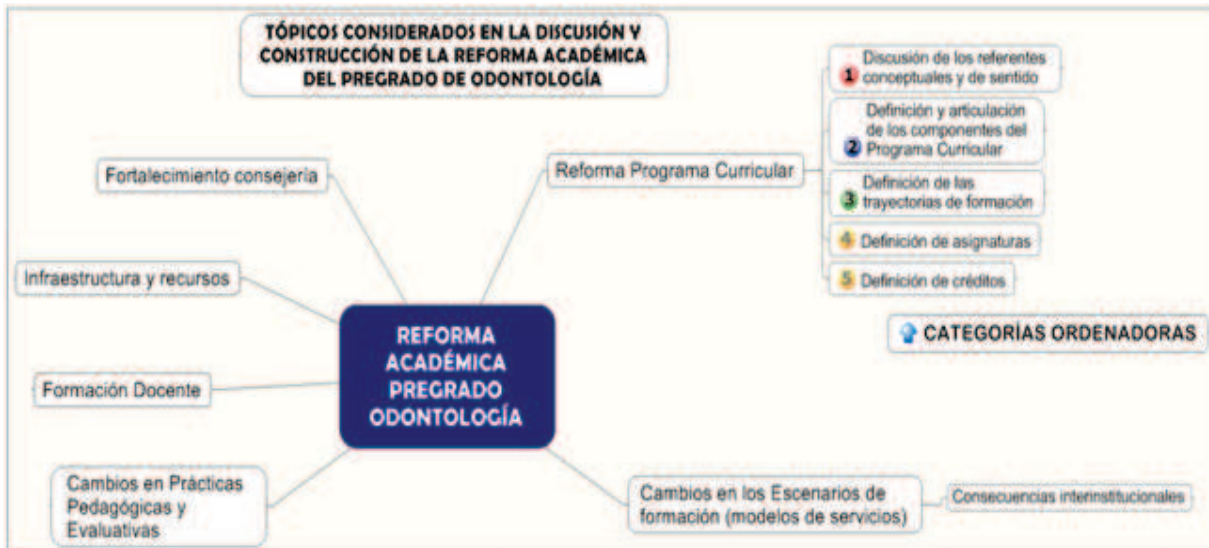 TÓPICOS CONSIDERADOS EN LA DISCUSIÓN Y
CONSTRUCCIÓN DE LA REFORMA ACADÉMICA
DEL PREGRADO DE ODONTOLOGÍA
Fortalecimiento consejería
Infraestructura y recursos
Formación Docente
Cambios en Prácticas
Pedagógicas y
Evaluativas
REFORMA
ACADÉMICA
PREGRADO
ODONTOLOGÍA
Reforma Programa Curricular
1 Discusión de los referentes
conceptuales y de sentido
2 Definición y articulación
de los componentes del
Programa Curricular
3 Definición de las
trayectorias de formación
4 Definición de asignaturas
5 Definición de créditos
CATEGORÍAS ORDENADORAS
Cambios en los Escenarios de
formación (modelos de servicios)
Consecuencias interinstitucionales